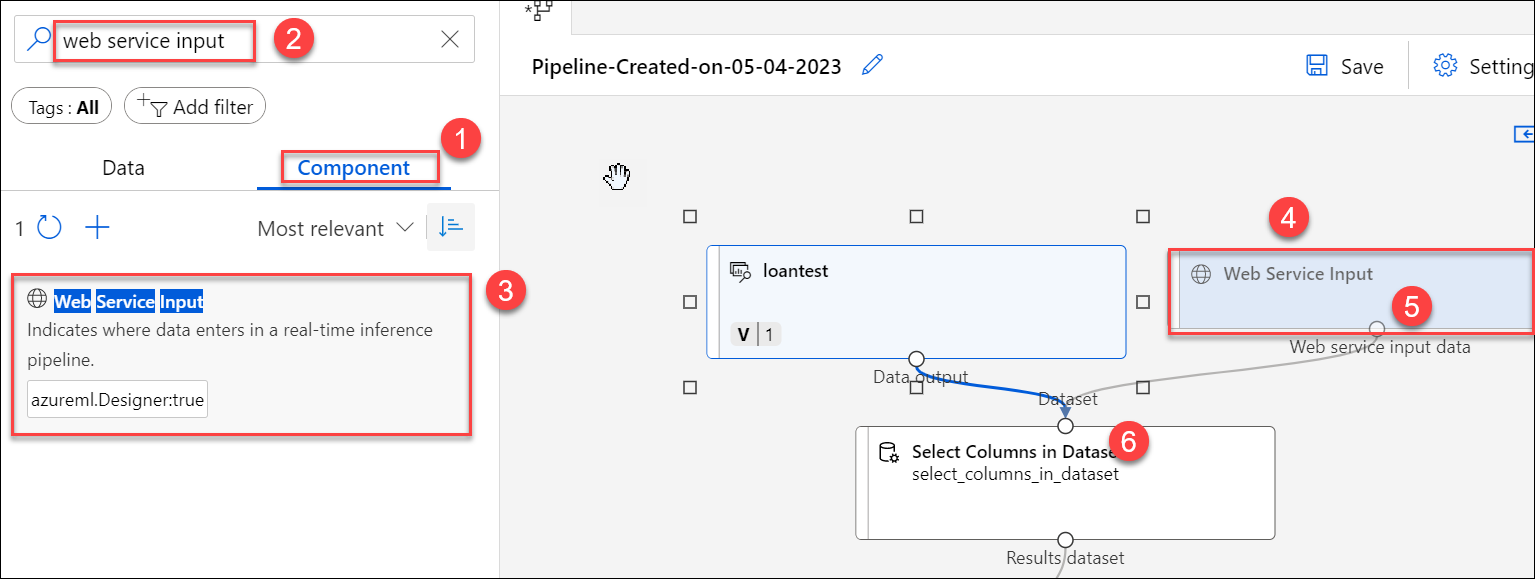 web service input
2
Tags : All
Add filter
1
Data
Component
1
Most relevant
Web Service Input
3
Indicates where data enters in a real-time inference
pipeline.
azureml.Designer:true
Pipeline-Created-on-05-04-2023
Save
Setting
4
loantest
V 1
Data output
Web Service Input
5
Web service input data
Dataset
6
Select Columns in Datase
select_columns_in_dataset
Results dataset